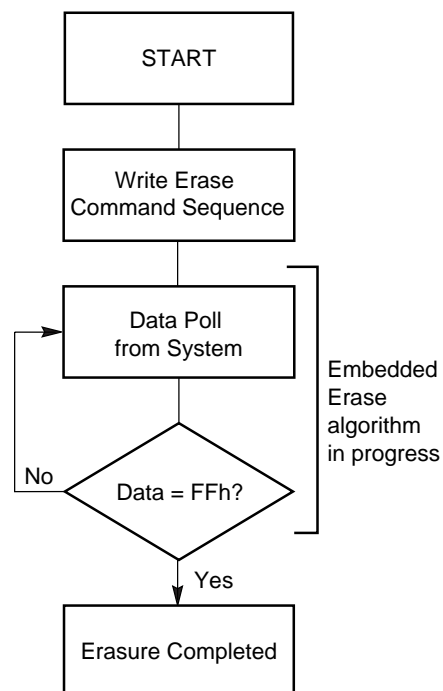 START
Write Erase
Command Sequence
Data Poll
from System
Embedded
Erase
algorithm
in progress
No
Data = FFh?
Yes
Erasure Completed